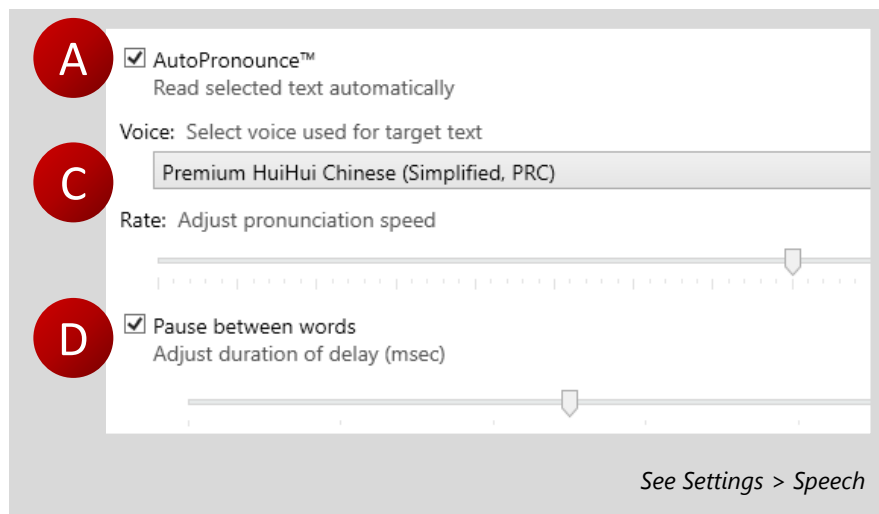 A
AutoPronounce™
Read selected text automatically
Voice: Select voice used for target text
C
Premium HuiHui Chinese (Simplified, PRC)
Rate: Adjust pronunciation speed
D
Pause between words
Adjust duration of delay (msec)
See Settings > Speech